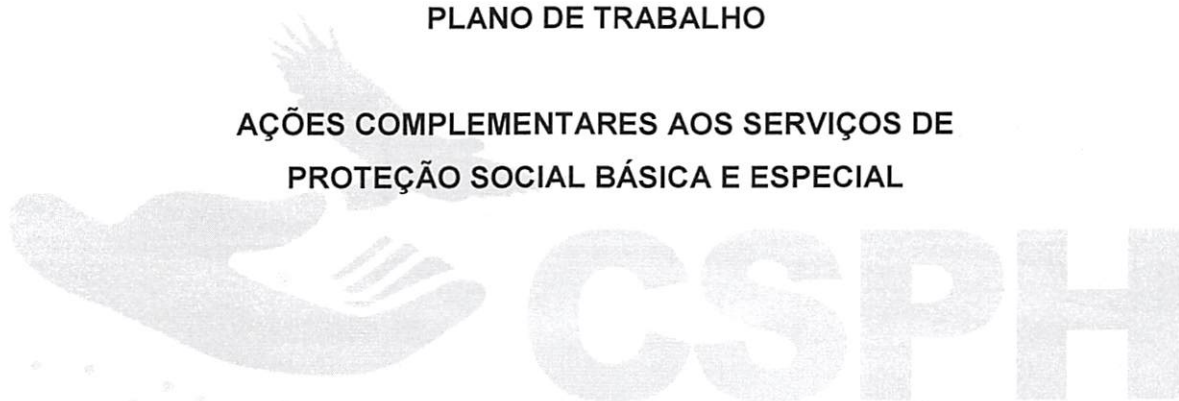 PLANO DE TRABALHO
AÇÕES COMPLEMENTARES AOS SERVIÇOS DE
PROTEÇÃO SOCIAL BÁSICA E ESPECIAL
CSPH